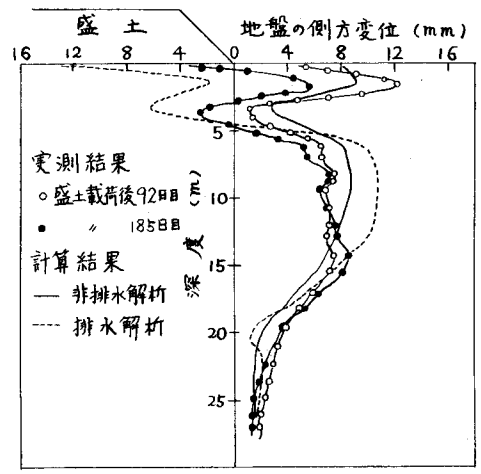 盛土
地盤の側方変位 (mm)
16 12 8 4 0 4 8 12 16
5
10
15
20
25
深度 (m)
実測結果
○ 盛土載荷後92日目
● 〃 185日目
計算結果
— 非排水解析
---- 排水解析